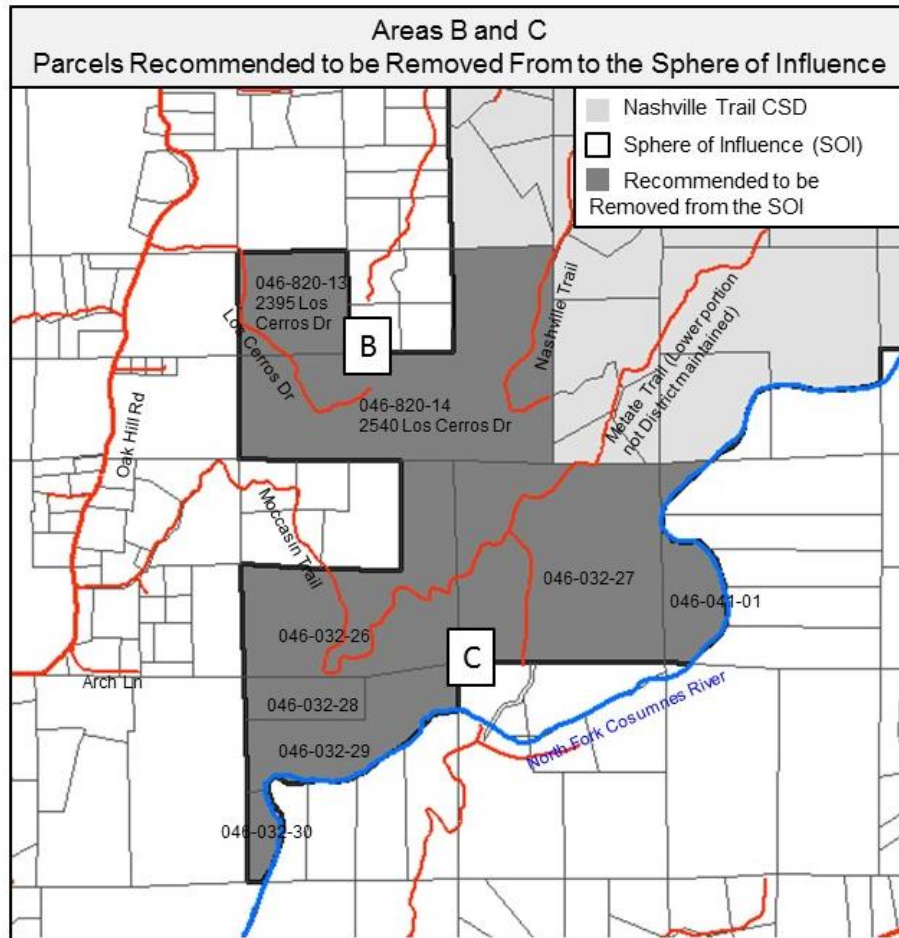 Areas B and C
Parcels Recommended to be Removed From to the Sphere of Influence
Nashville Trail CSD
Sphere of Influence (SOI)
Recommended to be
Removed from the SOI
046-820-13
2395 Los
Cerros Dr
Los Cerros Dr
B
046-820-14
2540 Los Cerros Dr
Nashville Trail
Metate Trail (Lower portion
not District maintained)
Oak Hill Rd
Moccasin Trail
046-032-27
046-041-01
046-032-26
C
Arch Ln
046-032-28
046-032-29
North Fork Cosumnes River
046-032-30